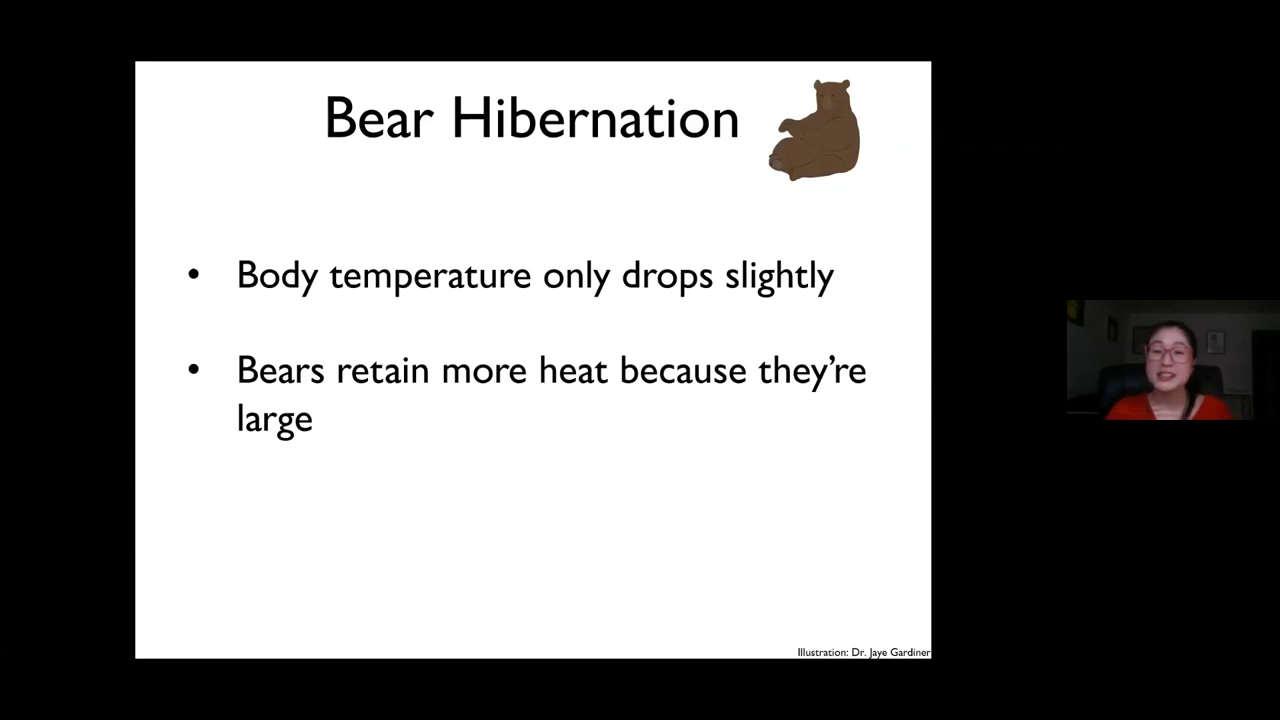 Bear Hibernation
• Body temperature only drops slightly
• Bears retain more heat because they’re
large
Illustration: Dr. Jaye Gardiner